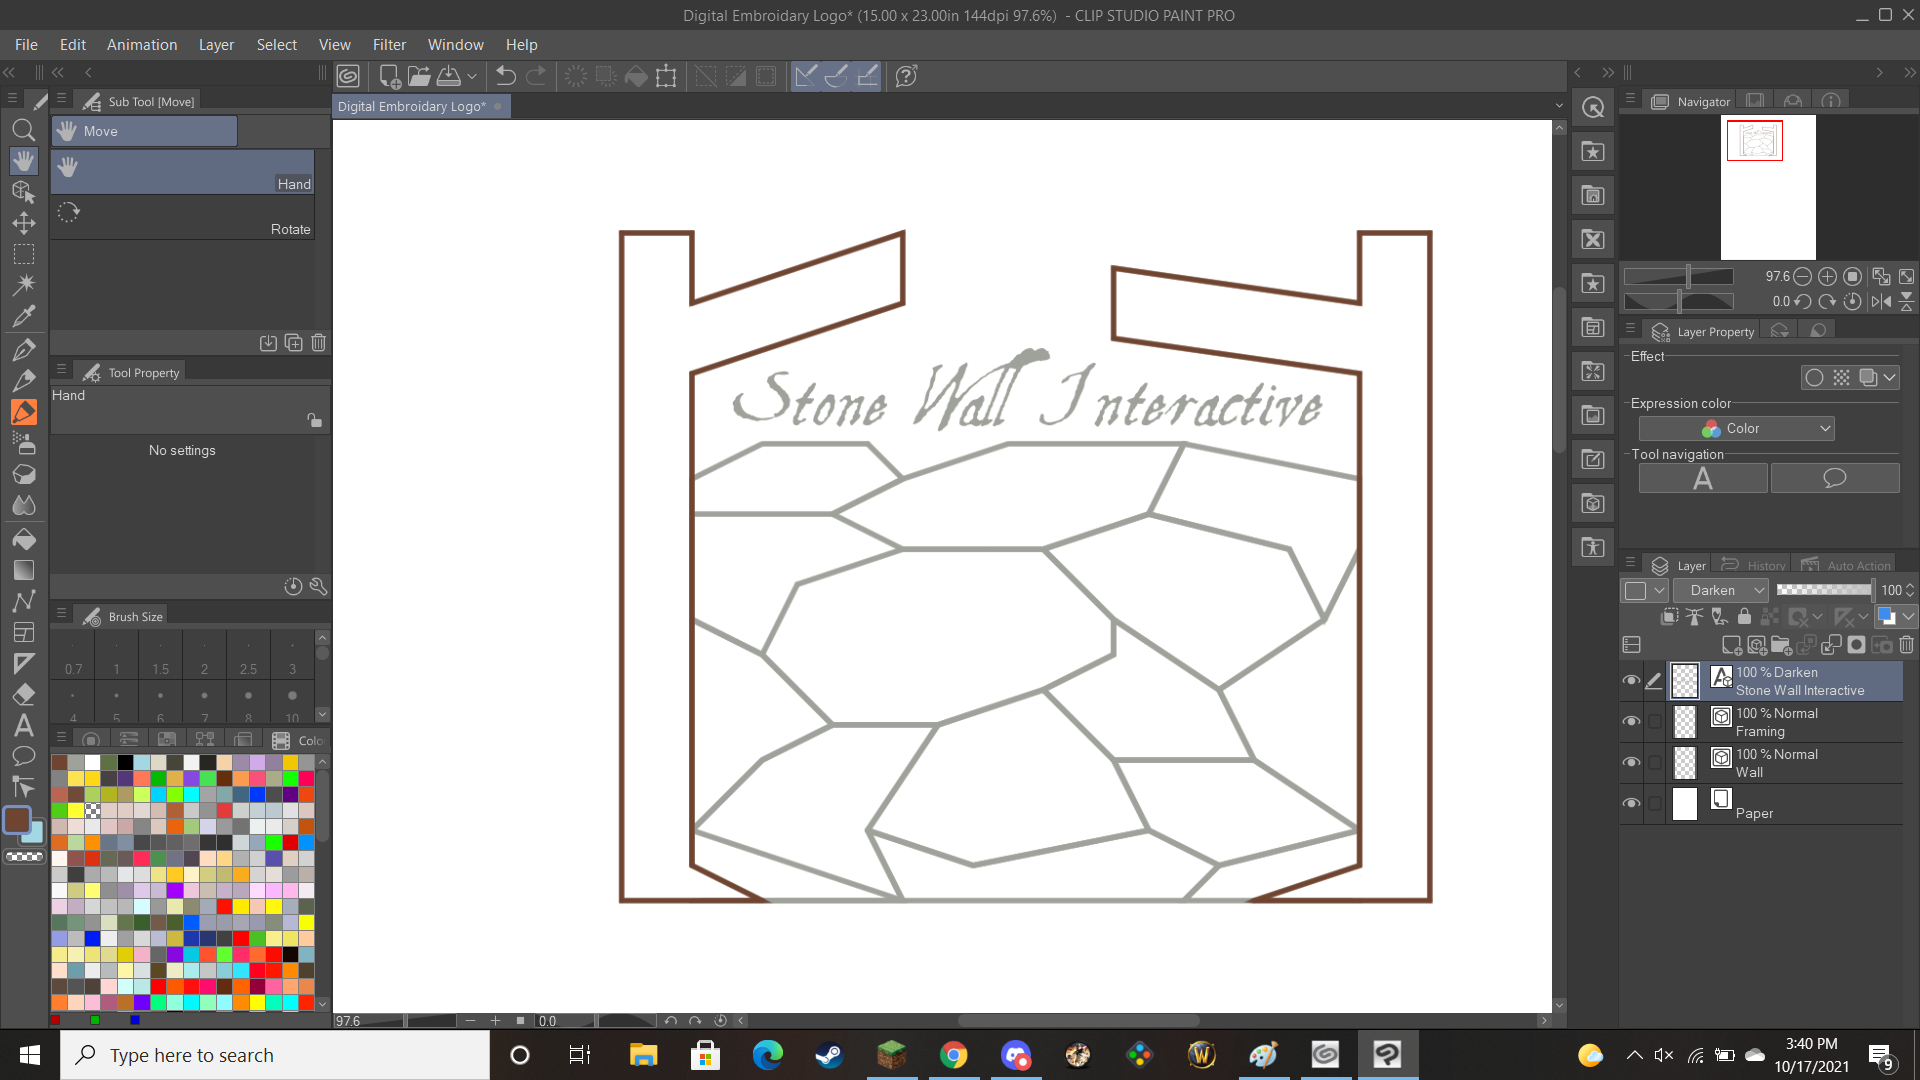 Digital Embroidary Logo* (15.00 x 23.00in 144dpi 97.6%)  - CLIP STUDIO PAINT PRO
File Edit Animation Layer Select View Filter Window Help
Sub Tool [Move]
Move
Hand
Rotate
Tool Property
Hand
No settings
Brush Size
0.7 1 1.5 2 2.5 3
4 5 6 7 8 10
Colo
Digital Embroidary Logo*
Stone Wall Interactive
97.6 0.0
Navigator
97.6
0.0
Layer Property
Effect
Expression color
Color
Tool navigation
A
Layer History Auto Action
Darken 100
100 % Darken
Stone Wall Interactive
100 % Normal
Framing
100 % Normal
Wall
Paper
Type here to search
3:40 PM
10/17/2021
9